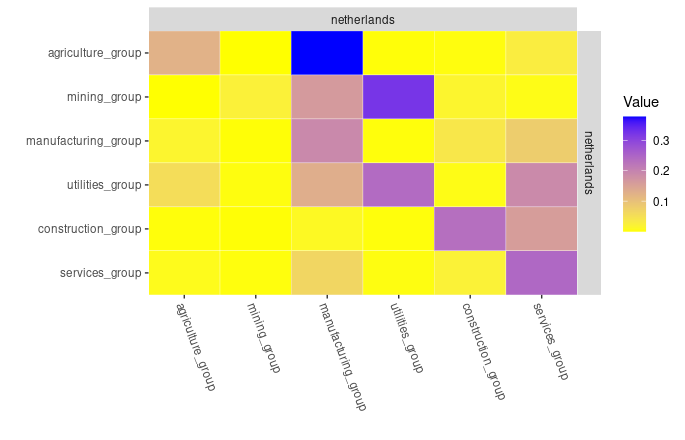 netherlands
agriculture_group
mining_group
manufacturing_group
utilities_group
construction_group
services_group
netherlands
agriculture_group
mining_group
manufacturing_group
utilities_group
construction_group
services_group
Value
0.3
0.2
0.1